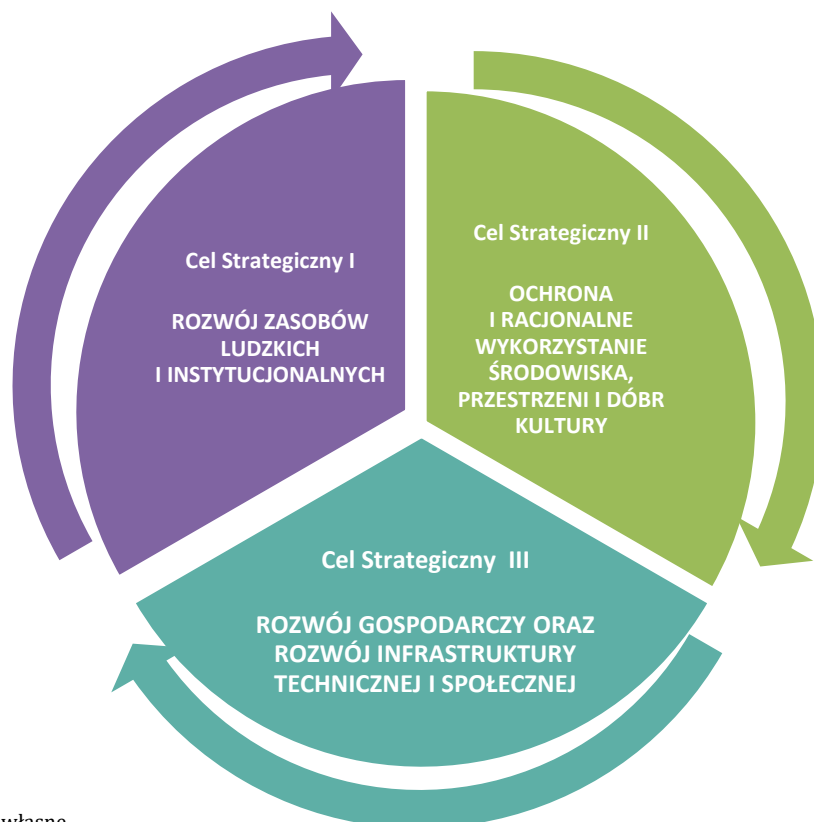 Cel Strategiczny I
ROZWÓJ ZASOBÓW
LUDZKICH
I INSTYTUCJONALNYCH
Cel Strategiczny II
OCHRONA
I RACJONALNE
WYKORZYSTANIE
ŚRODOWISKA,
PRZESTRZENI I DÓBR
KULTURY
Cel Strategiczny III
ROZWÓJ GOSPODARCZY ORAZ
ROZWÓJ INFRASTRUKTURY
TECHNICZNEJ I SPOŁECZNEJ
własne